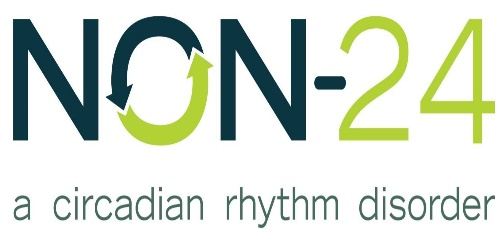 NON-24
a circadian rhythm disorder